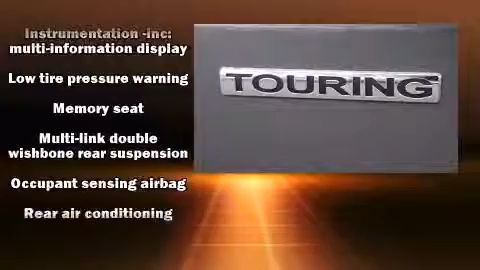 Instrumentation -inc:
multi-information display
Low tire pressure warning
Memory seat
Multi-link double
wishbone rear suspension
Occupant sensing airbag
Rear air conditioning
TOURING